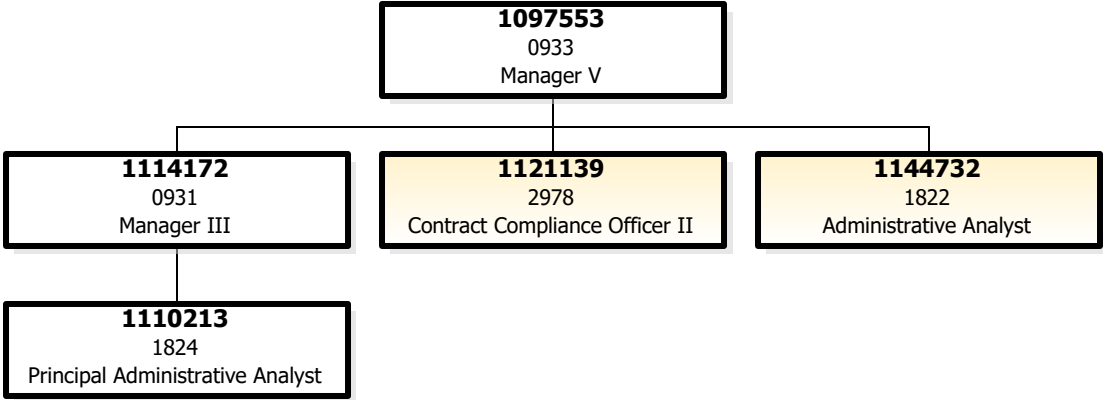 1097553
0933
Manager V
1114172
0931
Manager III
1121139
2978
Contract Compliance Officer II
1144732
1822
Administrative Analyst
1110213
1824
Principal Administrative Analyst